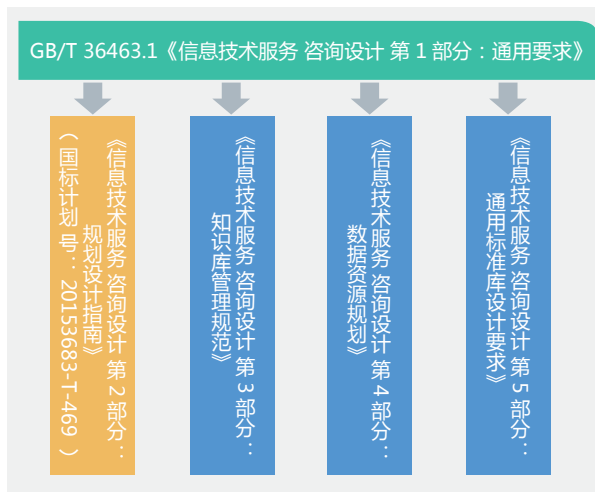 GB/T 36463.1《信息技术服务 咨询设计 第 1 部分：通用要求》
《信息技术服务 咨询设计 第 2 部分：
规划设计指南》
（国标计划号：20153683-T-469）
《信息技术服务 咨询设计 第 3 部分：
知识库管理规范》
《信息技术服务 咨询设计 第 4 部分：
数据资源规划》
《信息技术服务 咨询设计 第 5 部分：
通用标准库设计要求》